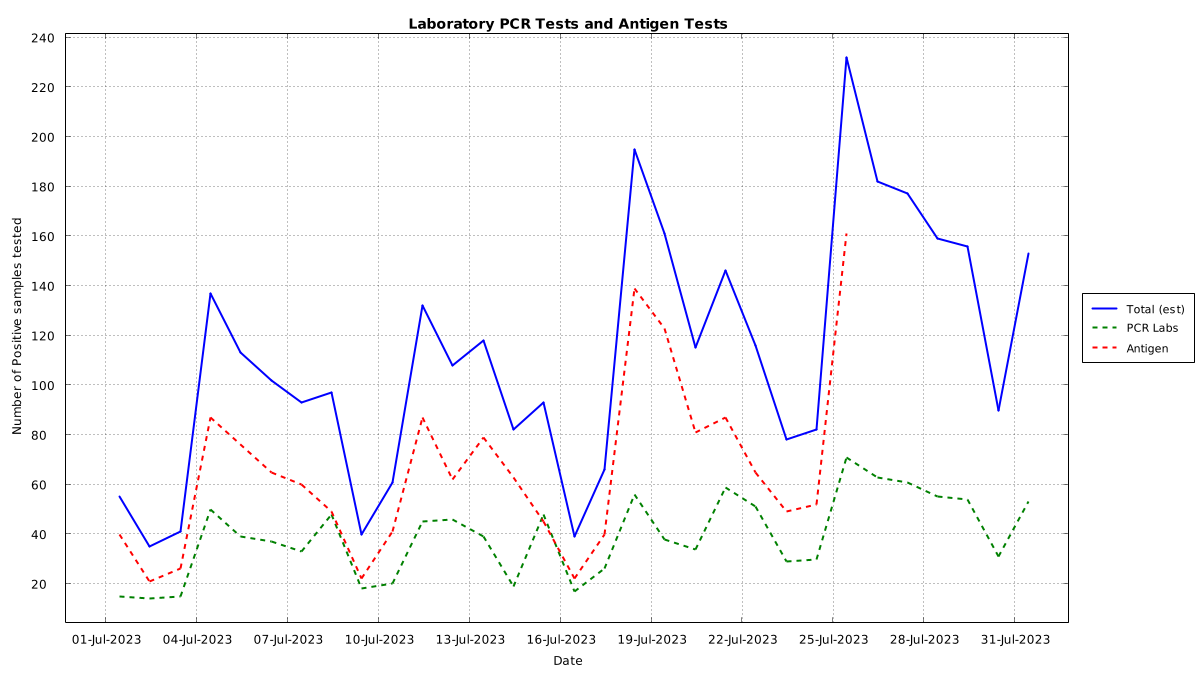 Laboratory PCR Tests and Antigen Tests
Number of Positive samples tested
240
220
200
180
160
140
120
100
80
60
40
20
01-Jul-2023 04-Jul-2023 07-Jul-2023 10-Jul-2023 13-Jul-2023 16-Jul-2023 19-Jul-2023 22-Jul-2023 25-Jul-2023 28-Jul-2023 31-Jul-2023
Date
Total (est)
PCR Labs
Antigen